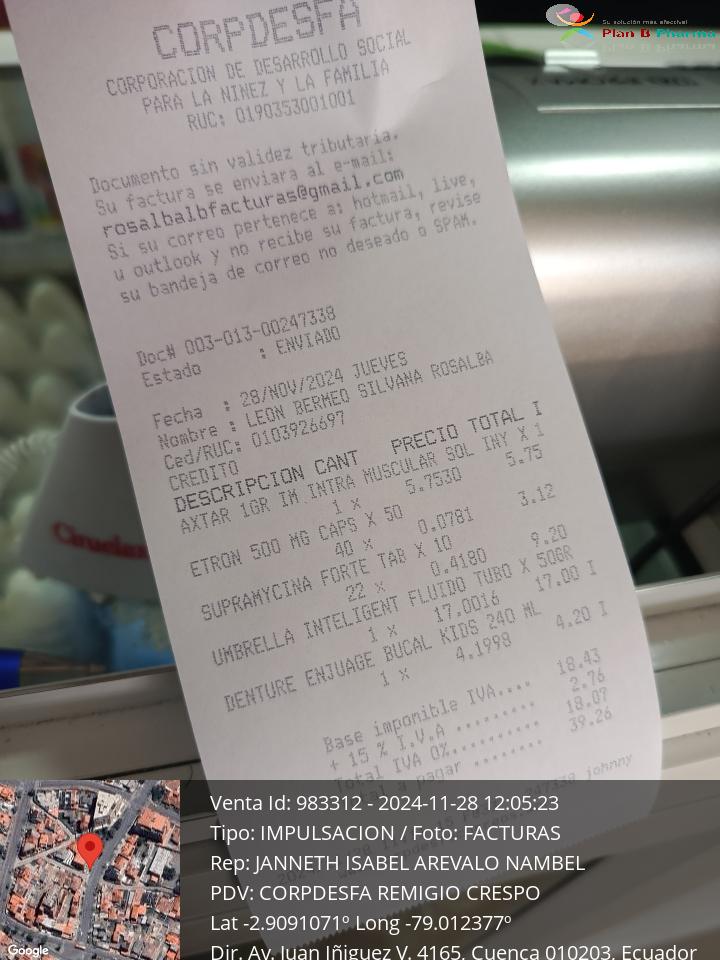 Su solución más efectiva!
Plan B Pharma
CORPDESFA
CORPORACION DE DESARROLLO SOCIAL
PARA LA NINEZ Y LA FAMILIA
RUC: 0190353001001
Documento sin validez tributaria.
Su factura se enviara al e-mail:
rosalbalbfacturas@gmail.com
Si su correo pertenece a: hotmail, live,
u outlook y no recibe su factura, revise
su bandeja de correo no deseado o SPAM.
Doc# 003-013-00247338
Estado : ENVIADO
Fecha : 28/NOV/2024 JUEVES
Nombre : LEON BERMEO SILVANA ROSALBA
Ced/RUC: 0103926697
CREDITO
DESCRIPCION CANT PRECIO TOTAL I
AXTAR 1GR IM INTRA MUSCULAR SOL INY X 1
1 X 5.7530 5.75
ETRON 500 MG CAPS X 50
40 X 0.0781 3.12
SUPRAMYCINA FORTE TAB X 10
22 X 0.4180 9.20
UMBRELLA INTELIGENT FLUIDO TUBO X 50GR
1 X 17.0016 17.00 I
DENTURE ENJUAGE BUCAL KIDS 240 ML
1 X 4.1998 4.20 I
Base imponible IVA.... 18.43
+ 15 % I.V.A ......... 2.76
Total IVA 0%.......... 18.07
Total a pagar ........ 39.26
johnny
Ciruelax
Venta Id: 983312 - 2024-11-28 12:05:23
Tipo: IMPULSACION / Foto: FACTURAS
Rep: JANNETH ISABEL AREVALO NAMBEL
PDV: CORPDESFA REMIGIO CRESPO
Lat -2.9091071º Long -79.012377º
Dir. Av. Juan Iñiguez V. 4165, Cuenca 010203, Ecuador
Google